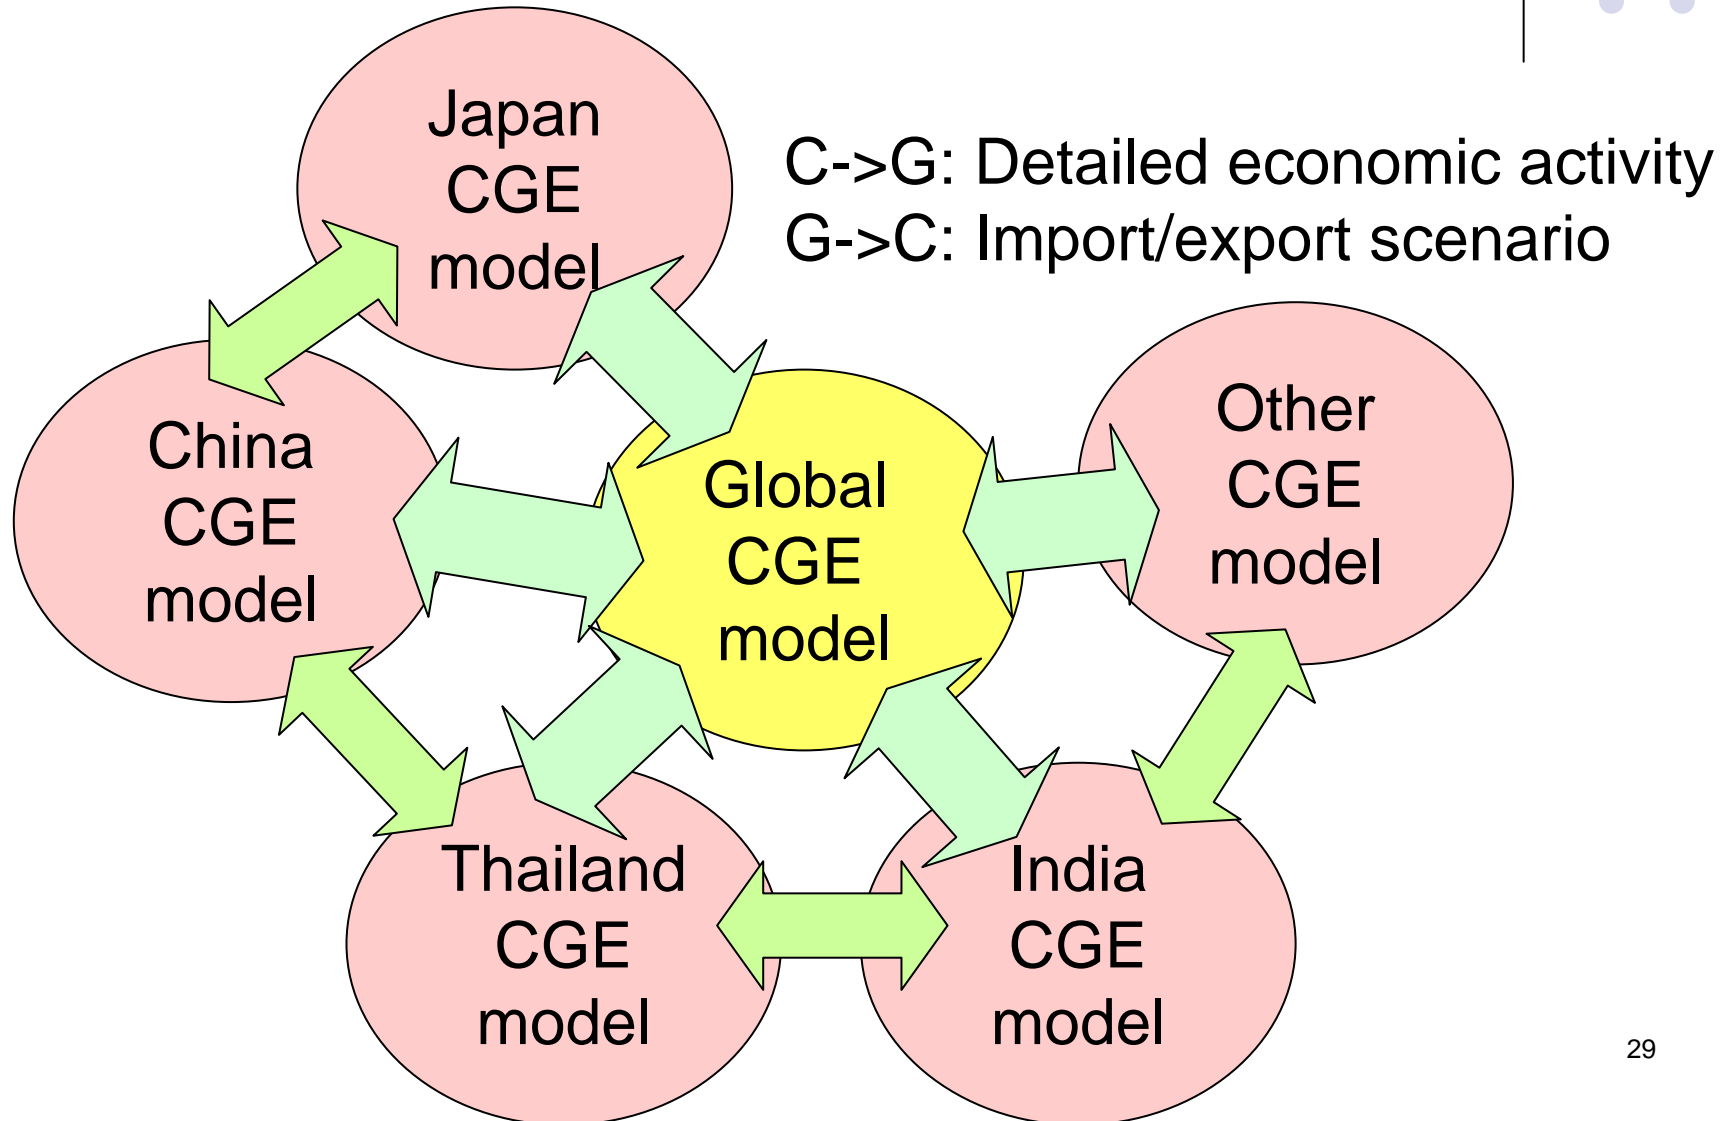 Japan
CGE
model
C->G: Detailed economic activity
G->C: Import/export scenario
China
CGE
model
Global
CGE
model
Other
CGE
model
Thailand
CGE
model
India
CGE
model
29